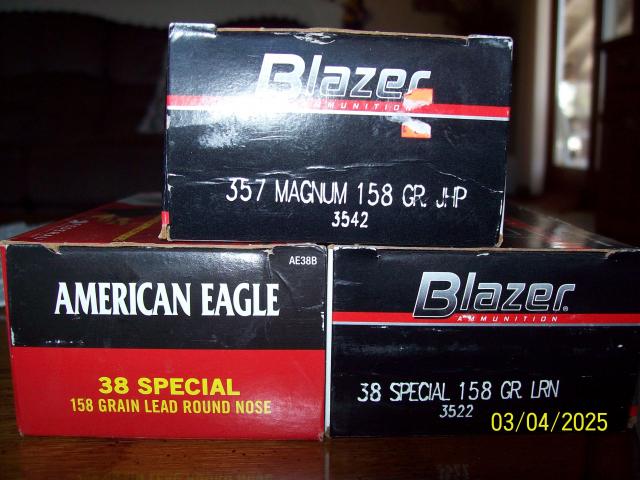 Blazer
AMMUNITION
357 MAGNUM 158 GR. JHP
3542
AE38B
AMERICAN EAGLE
38 SPECIAL
158 GRAIN LEAD ROUND NOSE
Blazer®
AMMUNITION
38 SPECIAL 158 GR. LRN
3522
03/04/2025